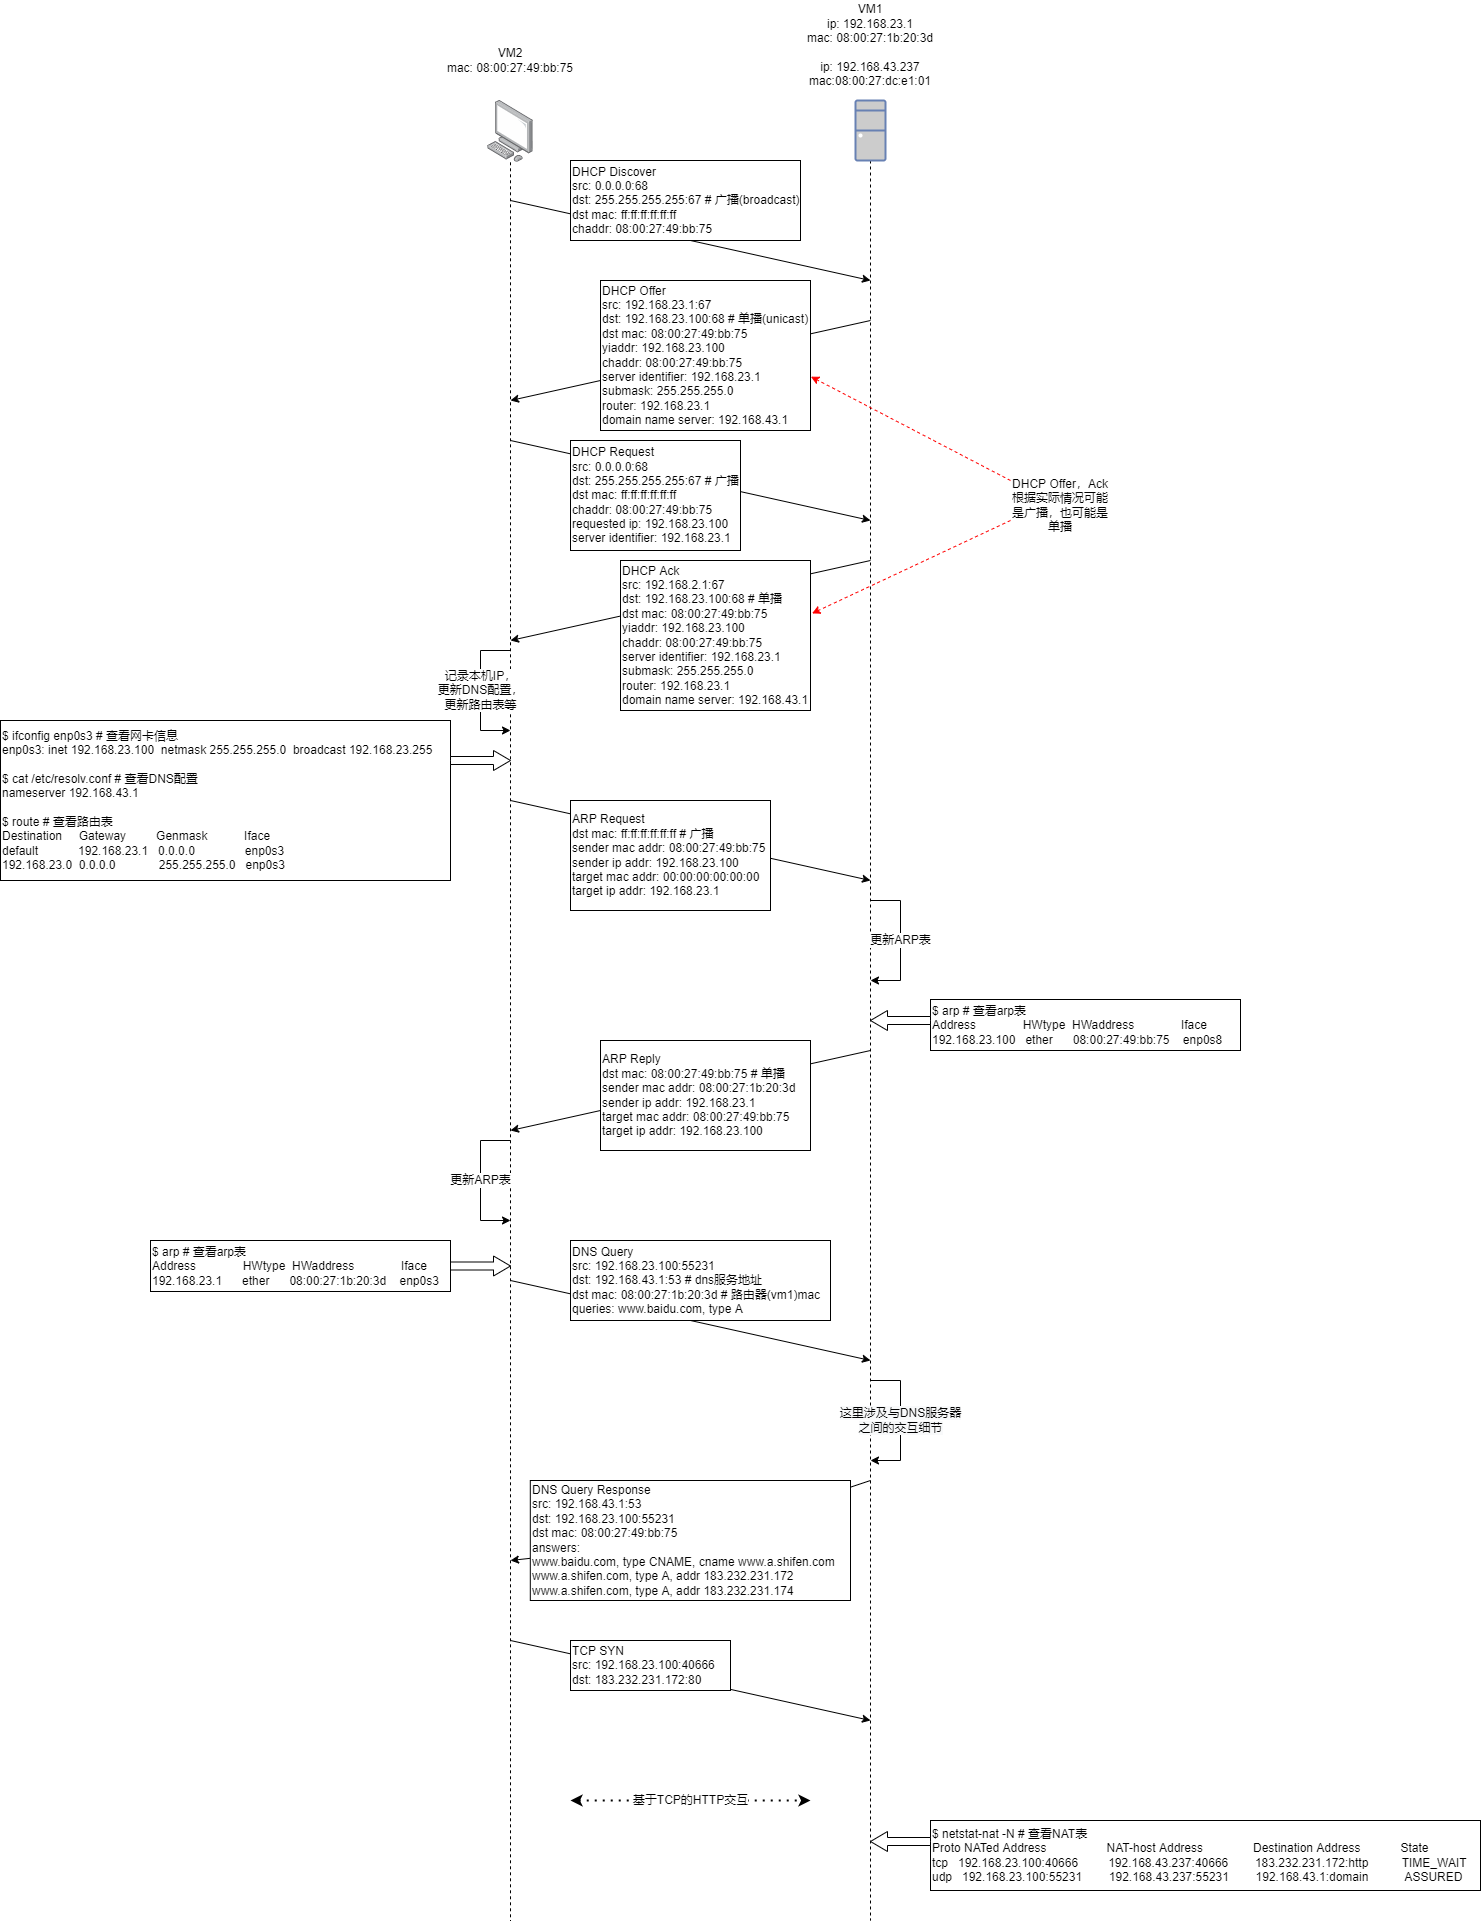 VM1
ip: 192.168.23.1
mac: 08:00:27:1b:20:3d
ip: 192.168.43.237
mac:08:00:27:dc:e1:01
VM2
mac: 08:00:27:49:bb:75
DHCP Discover
src: 0.0.0.0:68
dst: 255.255.255.255:67 # 广播(broadcast)
dst mac: ff:ff:ff:ff:ff:ff
chaddr: 08:00:27:49:bb:75
DHCP Offer
src: 192.168.23.1:67
dst: 192.168.23.100:68 # 单播(unicast)
dst mac: 08:00:27:49:bb:75
yiaddr: 192.168.23.100
chaddr: 08:00:27:49:bb:75
server identifier: 192.168.23.1
submask: 255.255.255.0
router: 192.168.23.1
domain name server: 192.168.43.1
DHCP Request
src: 0.0.0.0:68
dst: 255.255.255.255:67 # 广播
dst mac: ff:ff:ff:ff:ff:ff
chaddr: 08:00:27:49:bb:75
requested ip: 192.168.23.100
server identifier: 192.168.23.1
DHCP Offer，Ack
根据实际情况可能
是广播，也可能是
单播
DHCP Ack
src: 192.168.2.1:67
dst: 192.168.23.100:68 # 单播
dst mac: 08:00:27:49:bb:75
yiaddr: 192.168.23.100
chaddr: 08:00:27:49:bb:75
server identifier: 192.168.23.1
submask: 255.255.255.0
router: 192.168.23.1
domain name server: 192.168.43.1
记录本机IP，
更新DNS配置，
更新路由表等
$ ifconfig enp0s3 # 查看网卡信息
enp0s3: inet 192.168.23.100 netmask 255.255.255.0 broadcast 192.168.23.255
$ cat /etc/resolv.conf # 查看DNS配置
nameserver 192.168.43.1
$ route # 查看路由表
Destination Gateway Genmask Iface
default 192.168.23.1 0.0.0.0 enp0s3
192.168.23.0 0.0.0.0 255.255.255.0 enp0s3
ARP Request
dst mac: ff:ff:ff:ff:ff:ff # 广播
sender mac addr: 08:00:27:49:bb:75
sender ip addr: 192.168.23.100
target mac addr: 00:00:00:00:00:00
target ip addr: 192.168.23.1
更新ARP表
$ arp # 查看arp表
Address HWtype HWaddress Iface
192.168.23.100 ether 08:00:27:49:bb:75 enp0s8
ARP Reply
dst mac: 08:00:27:49:bb:75 # 单播
sender mac addr: 08:00:27:1b:20:3d
sender ip addr: 192.168.23.1
target mac addr: 08:00:27:49:bb:75
target ip addr: 192.168.23.100
更新ARP表
$ arp # 查看arp表
Address HWtype HWaddress Iface
192.168.23.1 ether 08:00:27:1b:20:3d enp0s3
DNS Query
src: 192.168.23.100:55231
dst: 192.168.43.1:53 # dns服务地址
dst mac: 08:00:27:1b:20:3d # 路由器(vm1)mac
queries: www.baidu.com, type A
这里涉及与DNS服务器
之间的交互细节
DNS Query Response
src: 192.168.43.1:53
dst: 192.168.23.100:55231
dst mac: 08:00:27:49:bb:75
answers:
www.baidu.com, type CNAME, cname www.a.shifen.com
www.a.shifen.com, type A, addr 183.232.231.172
www.a.shifen.com, type A, addr 183.232.231.174
TCP SYN
src: 192.168.23.100:40666
dst: 183.232.231.172:80
基于TCP的HTTP交互
$ netstat-nat -N # 查看NAT表
Proto NATed Address NAT-host Address Destination Address State
tcp 192.168.23.100:40666 192.168.43.237:40666 183.232.231.172:http TIME_WAIT
udp 192.168.23.100:55231 192.168.43.237:55231 192.168.43.1:domain ASSURED